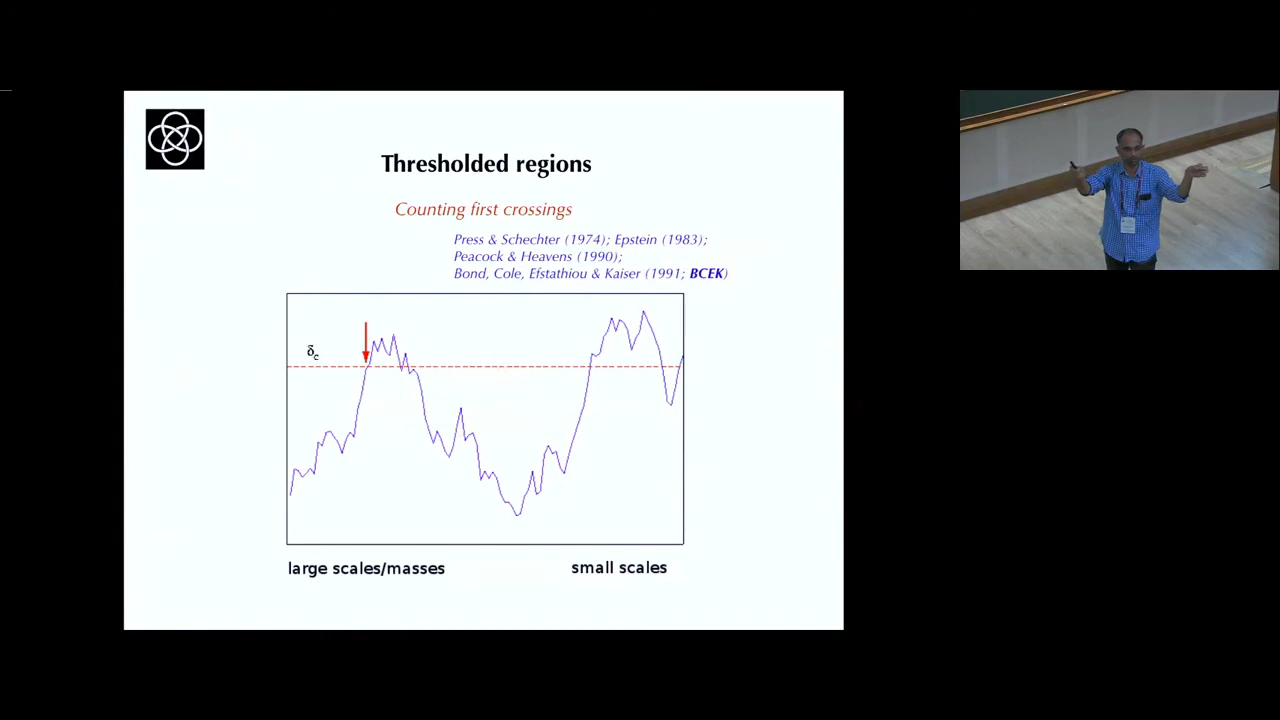 Thresholded regions
Counting first crossings
Press & Schechter (1974); Epstein (1983);
Peacock & Heavens (1990);
Bond, Cole, Efstathiou & Kaiser (1991; BCEK)
δc
large scales/masses
small scales